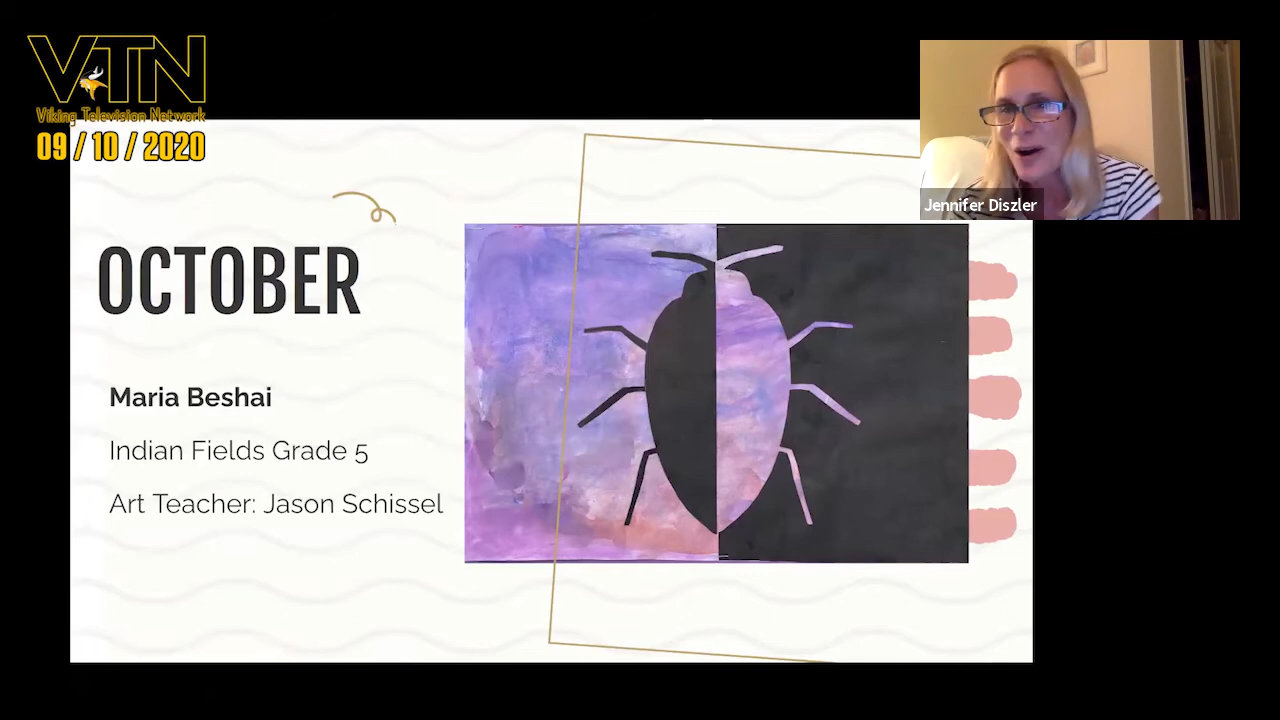 VTN
Viking Television Network
09 / 10 / 2020
Jennifer Diszler
OCTOBER
Maria Beshai
Indian Fields Grade 5
Art Teacher: Jason Schissel